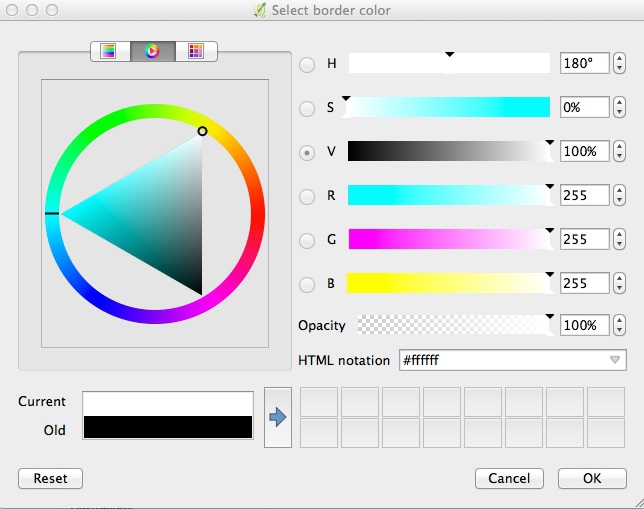 Select border color
H 180°
S 0%
V 100%
R 255
G 255
B 255
Opacity 100%
HTML notation #ffffff
Current
Old
Reset Cancel OK